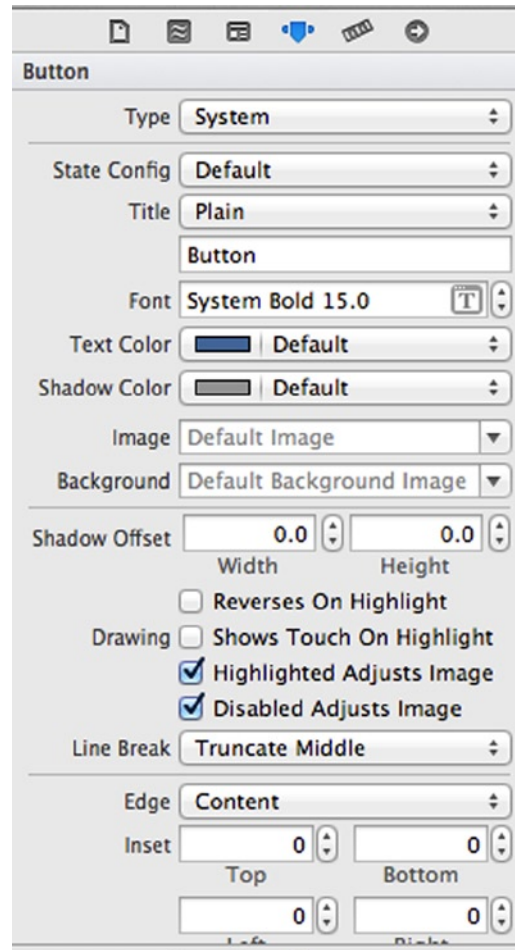 Button
Type System
State Config Default
Title Plain
Button
Font System Bold 15.0 T
Text Color Default
Shadow Color Default
Image Default Image
Background Default Background Image
Shadow Offset 0.0 0.0
Width Height
Reverses On Highlight
Drawing Shows Touch On Highlight
Highlighted Adjusts Image
Disabled Adjusts Image
Line Break Truncate Middle
Edge Content
Inset 0 0
Top Bottom
0 0